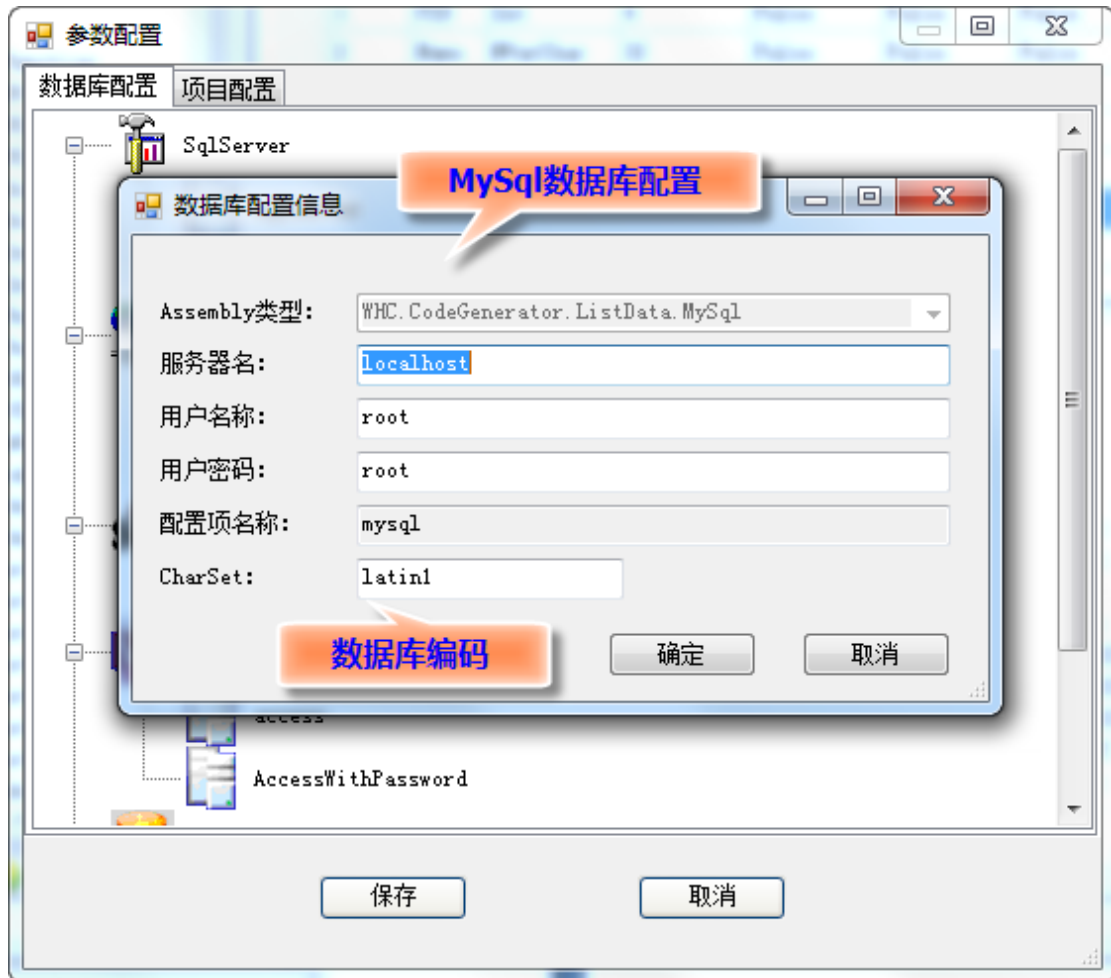 参数配置
数据库配置
项目配置
SqlServer
MySql数据库配置
数据库配置信息
Assembly类型:
WHC.CodeGenerator.ListData.MySql
服务器名:
localhost
用户名称:
root
用户密码:
root
配置项名称:
mysql
CharSet:
latin1
数据库编码
确定
取消
access
AccessWithPassword
保存
取消